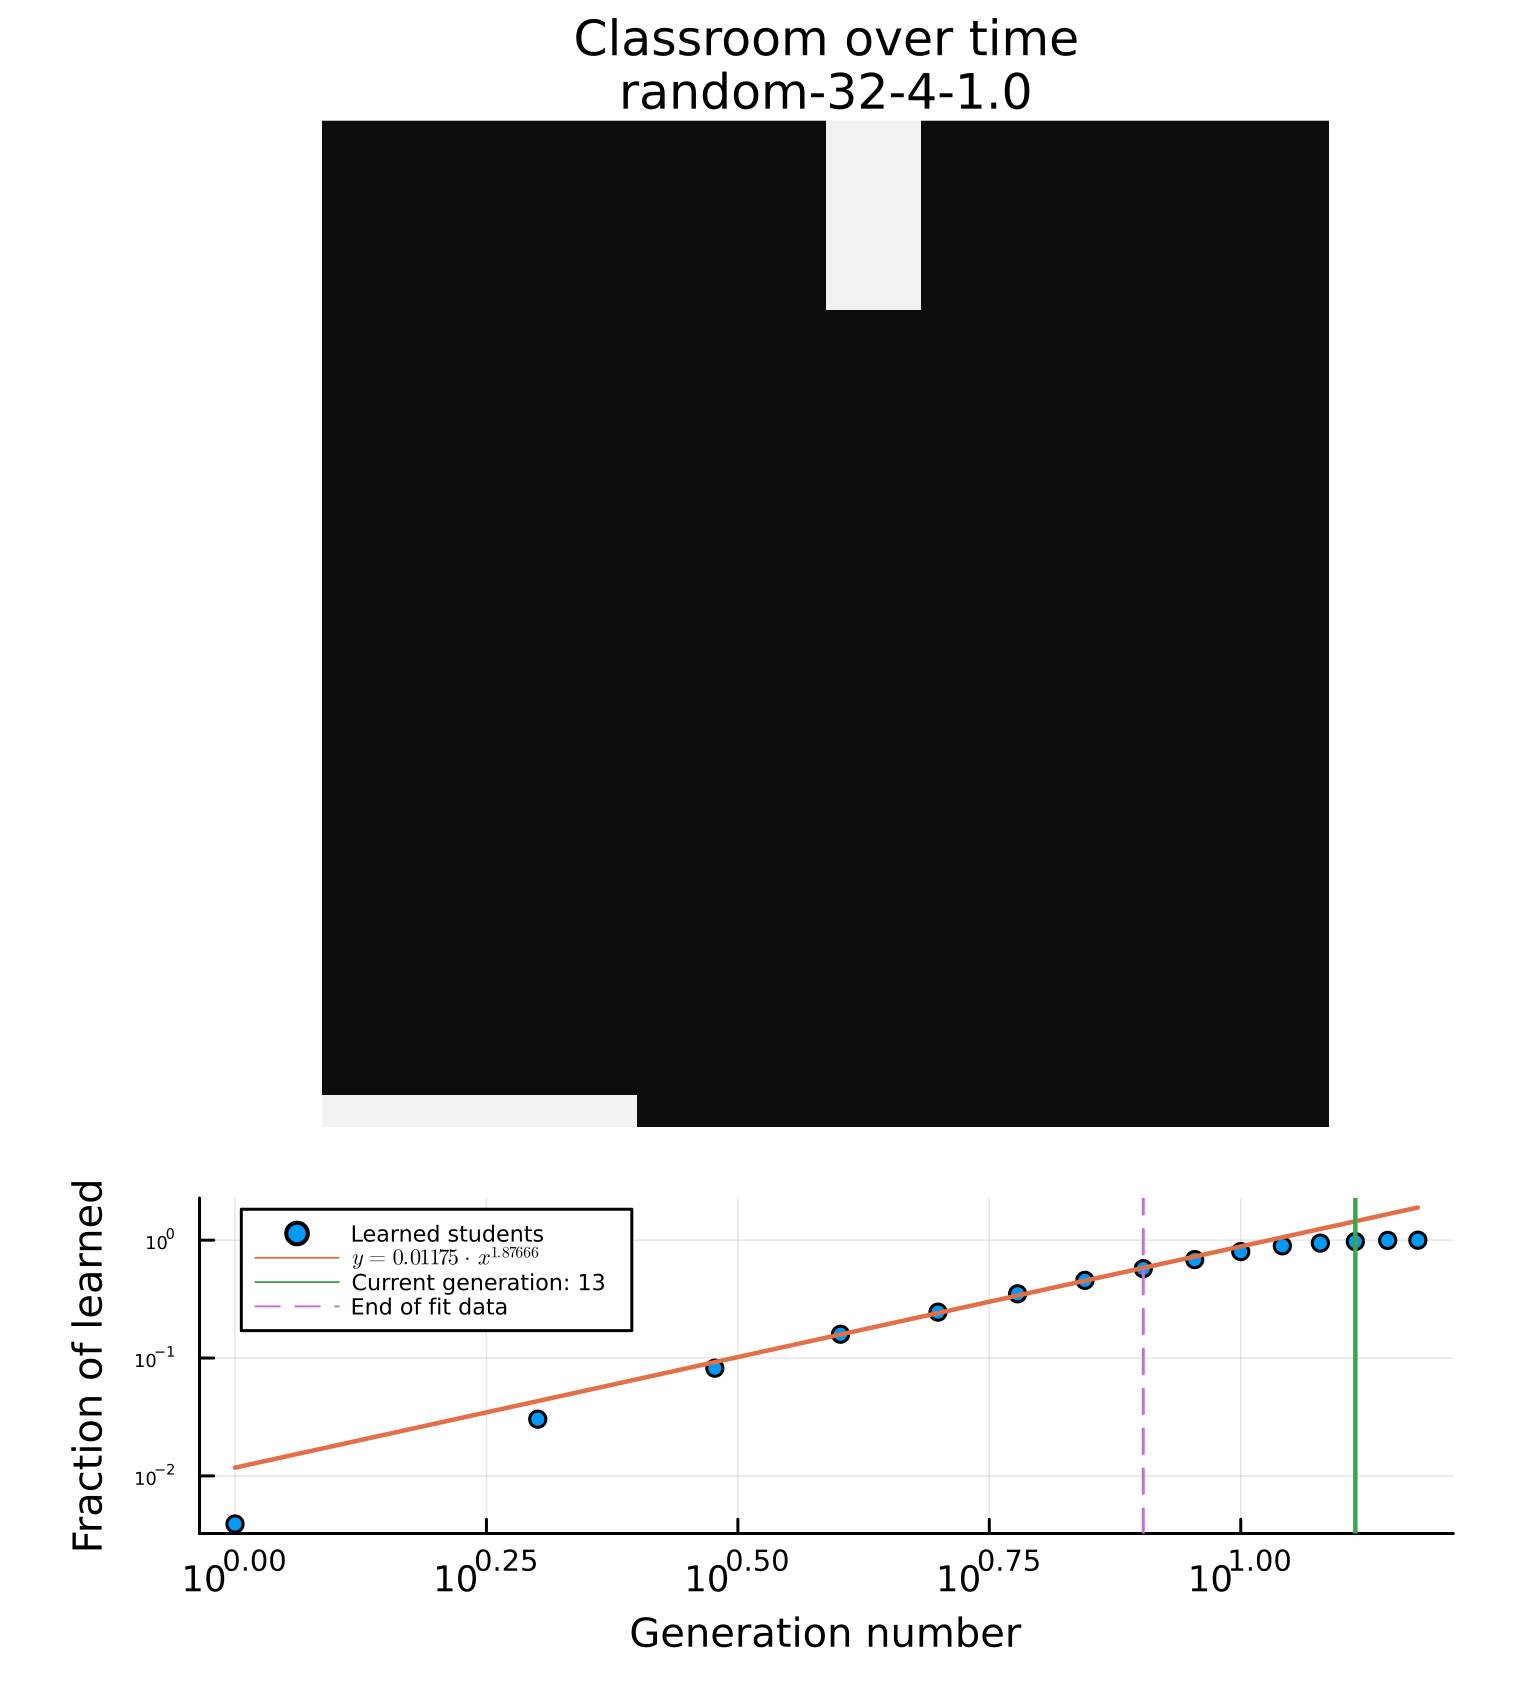 Classroom over time
random-32-4-1.0
Fraction of learned
10^0
10^-1
10^-2
Learned students
y = 0.01175 · x^1.87666
Current generation: 13
End of fit data
10^0.00 10^0.25 10^0.50 10^0.75 10^1.00
Generation number